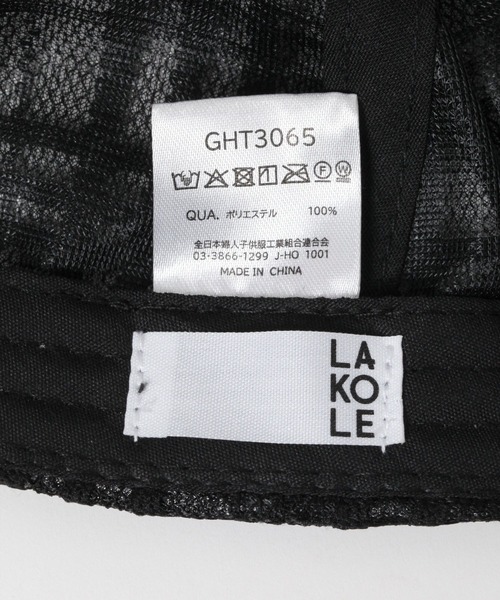 GHT3065
QUA. ポリエステル 100%
全日本婦人子供服工業組合連合会
03-3866-1299 J-HO 1001
MADE IN CHINA
LA
KO
LE